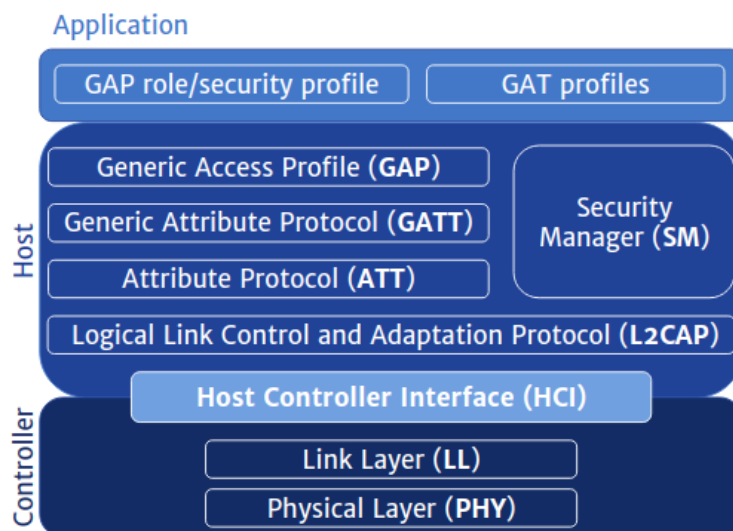 Application
GAP role/security profile
GAT profiles
Host
Generic Access Profile (GAP)
Generic Attribute Protocol (GATT)
Attribute Protocol (ATT)
Security
Manager (SM)
Logical Link Control and Adaptation Protocol (L2CAP)
Host Controller Interface (HCI)
Controller
Link Layer (LL)
Physical Layer (PHY)